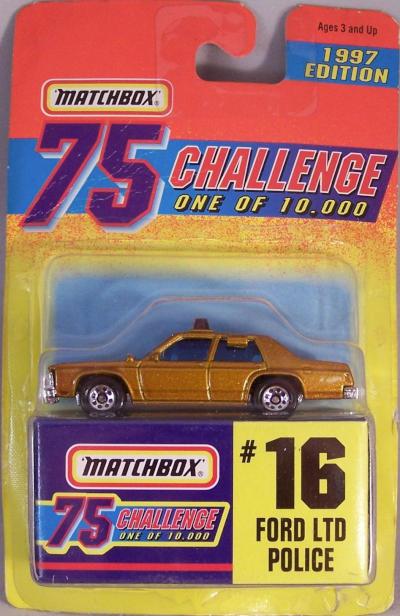 Ages 3 and Up
1997
EDITION
MATCHBOX®
75 CHALLENGE
ONE OF 10,000
MATCHBOX®
75 CHALLENGE
ONE OF 10,000
#16
FORD LTD
POLICE